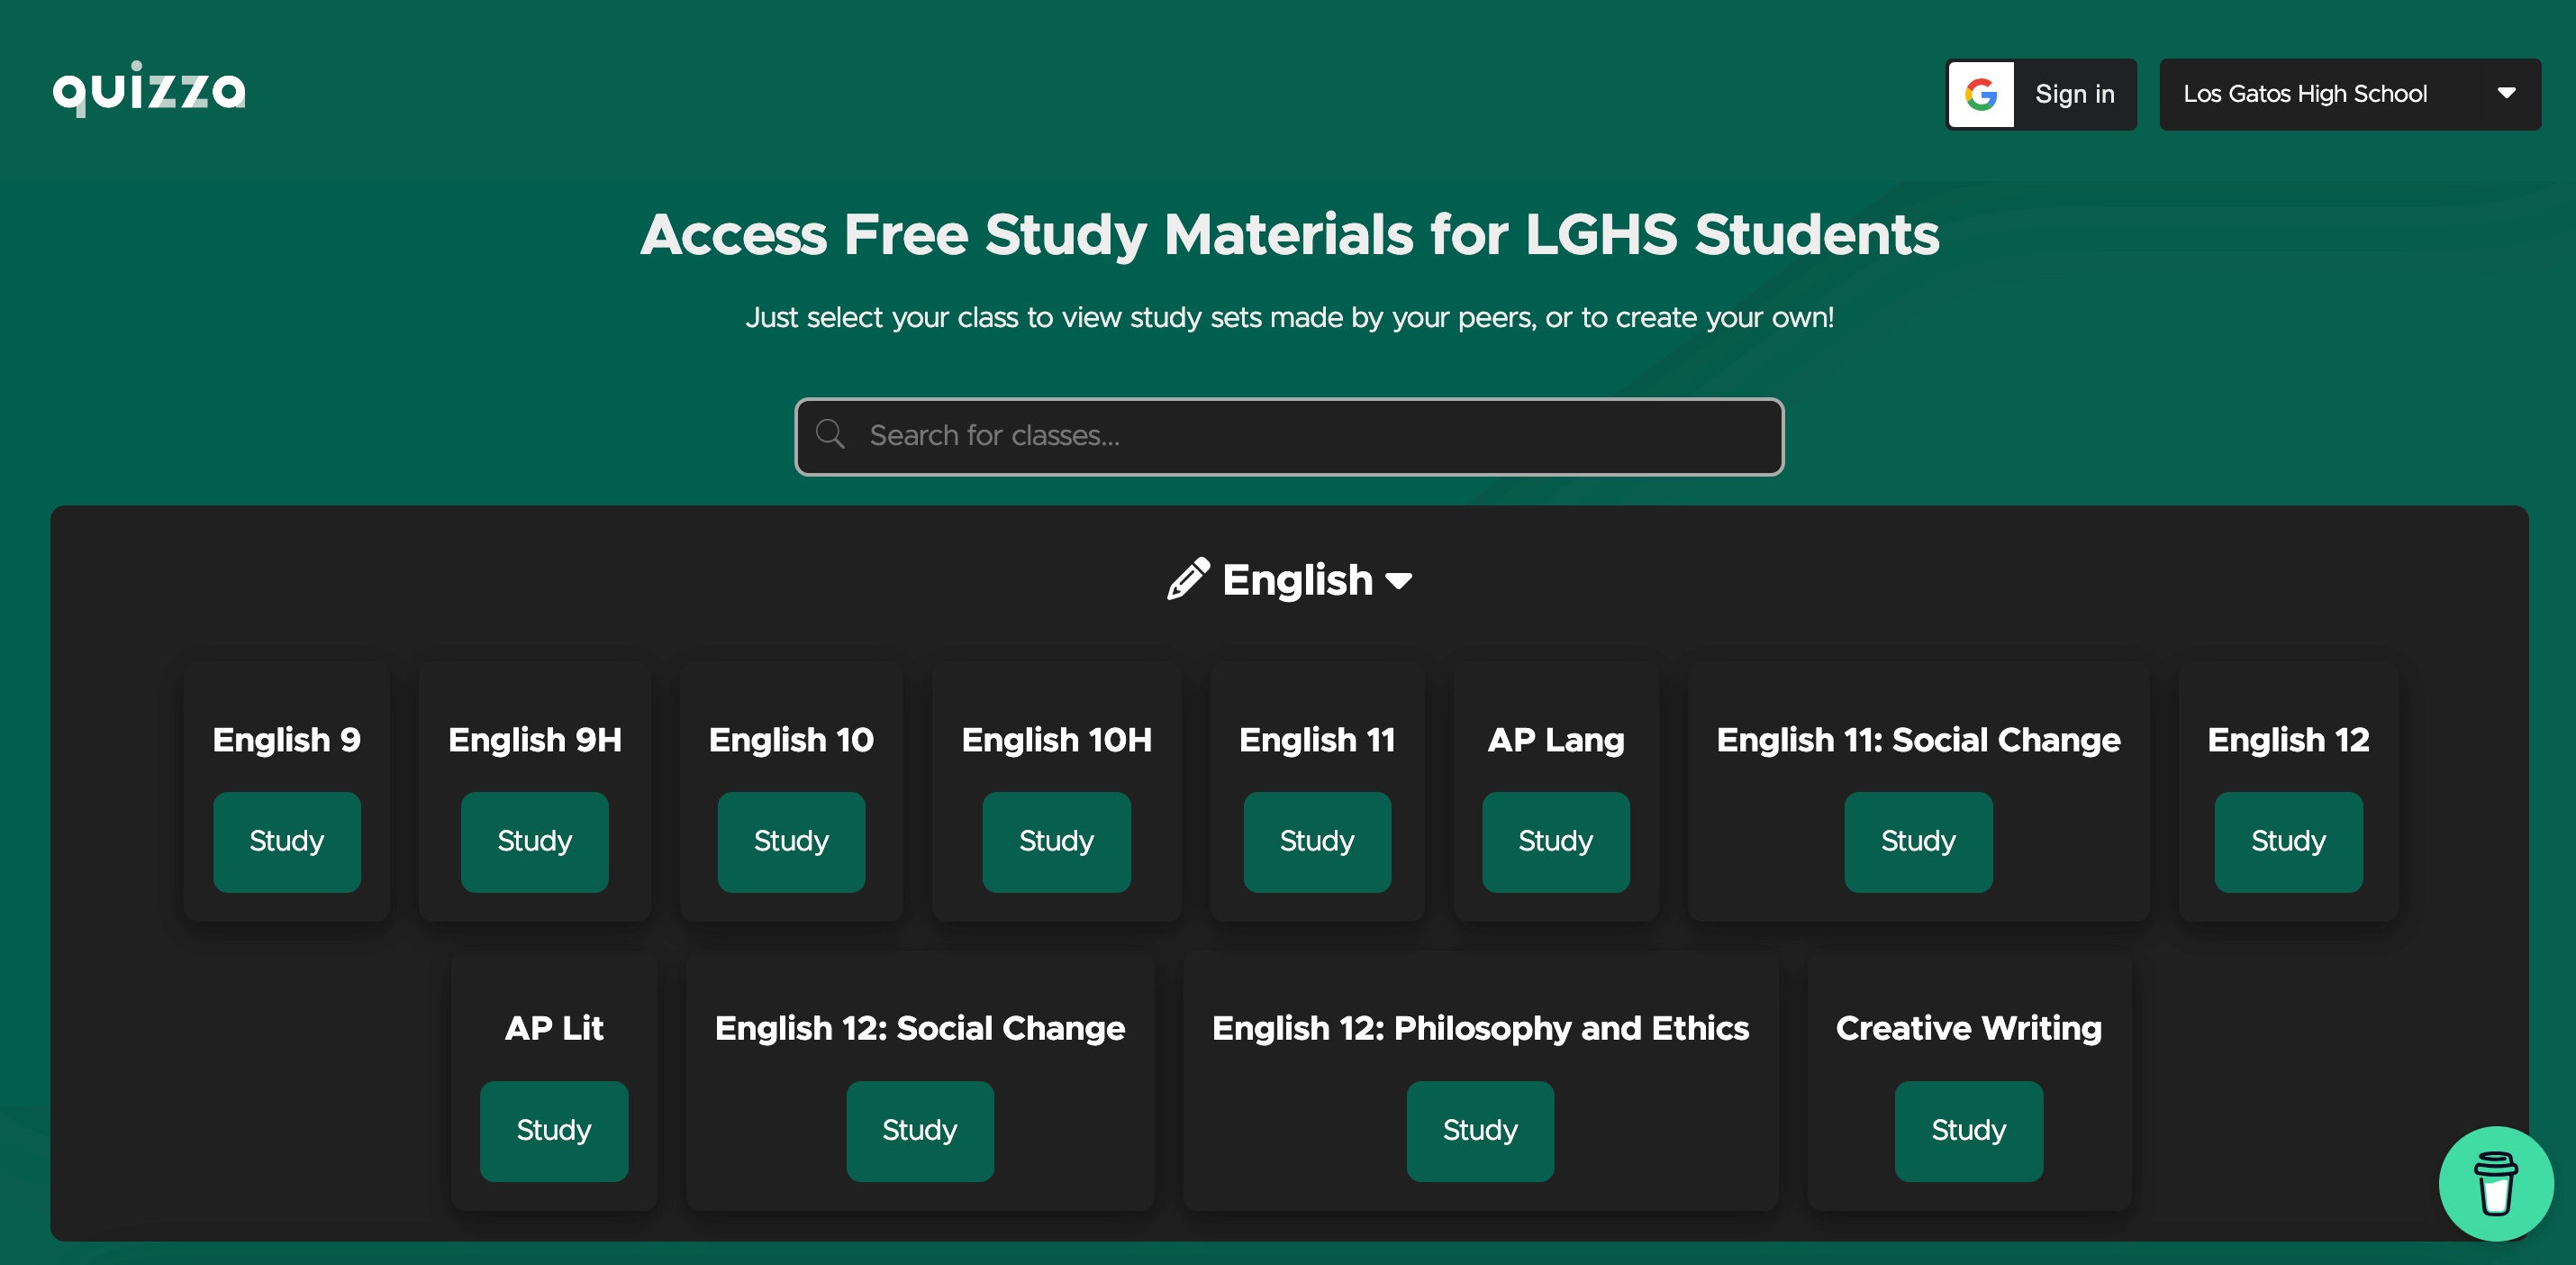 quizza
Sign in
Los Gatos High School
Access Free Study Materials for LGHS Students
Just select your class to view study sets made by your peers, or to create your own!
Search for classes...
English
English 9
Study
English 9H
Study
English 10
Study
English 10H
Study
English 11
Study
AP Lang
Study
English 11: Social Change
Study
English 12
Study
AP Lit
Study
English 12: Social Change
Study
English 12: Philosophy and Ethics
Study
Creative Writing
Study